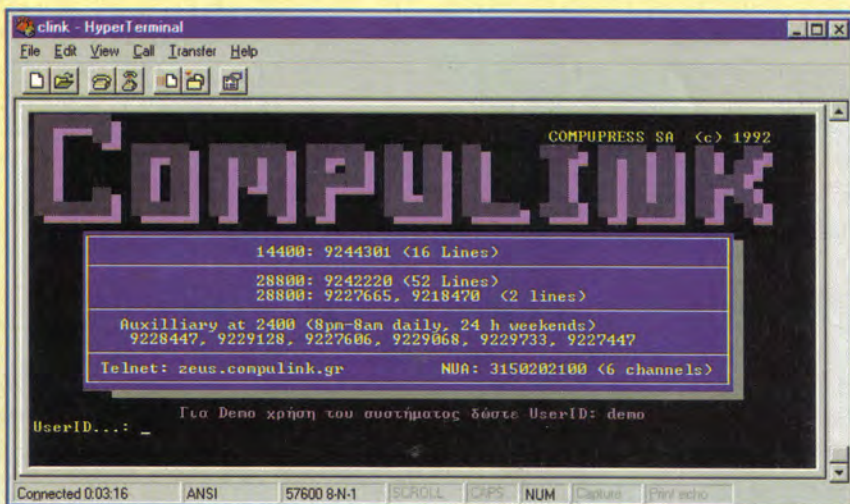 clink - HyperTerminal
File Edit View Call Transfer Help
COMPUPRESS SA (c) 1992
COMPULINK
14400: 9244301 (16 Lines)
28800: 9242220 (52 Lines)
28800: 9227665, 9218470 (2 lines)
Auxilliary at 2400 (8pm-8am daily, 24 h weekends)
9228447, 9229128, 9227606, 9229068, 9229733, 9227447
Telnet: zeus.compulink.gr NUA: 3150202100 (6 channels)
Για Demo χρήση του συστήματος δώστε UserID: demo
UserID...: _
Connected 0:03:16 ANSI 57600 8-N-1 SCROLL CAPS NUM Capture Print echo